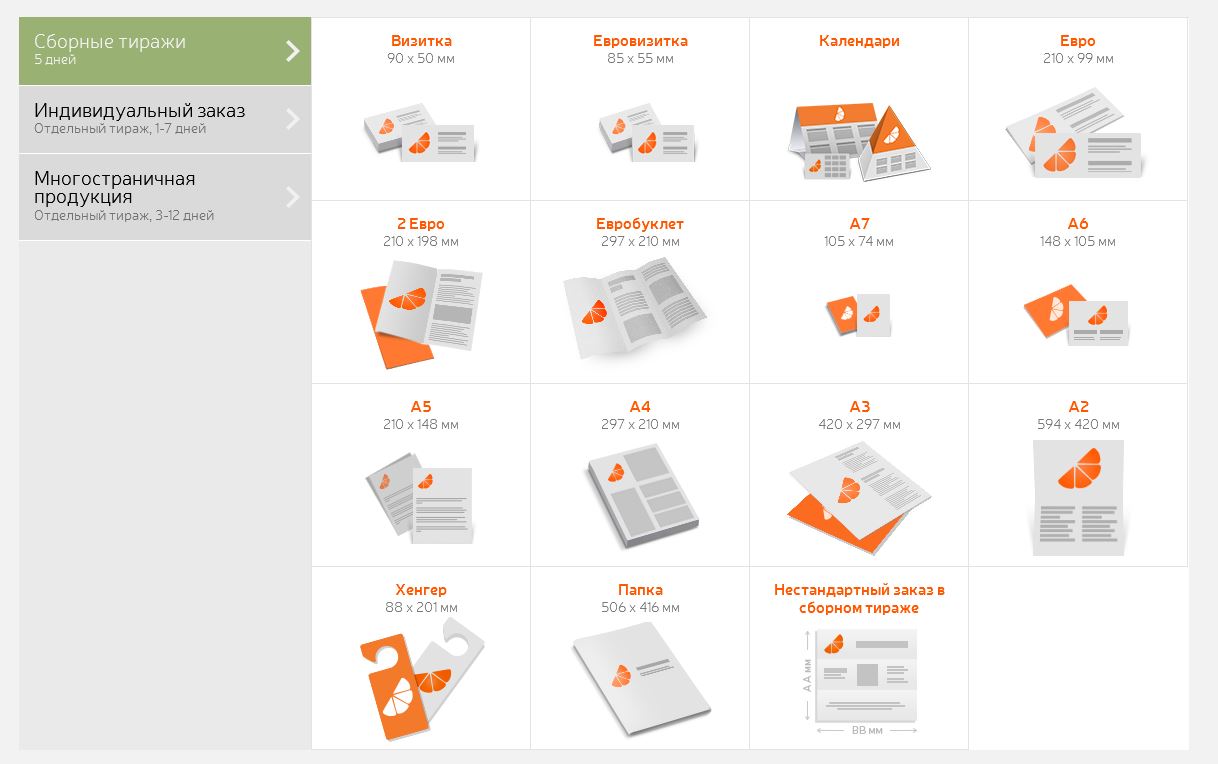 Сборные тиражи
5 дней
Индивидуальный заказ
Отдельный тираж, 1-7 дней
Многостраничная
продукция
Отдельный тираж, 3-12 дней
Визитка
90 x 50 мм
Евровизитка
85 x 55 мм
Календари
Евро
210 x 99 мм
2 Евро
210 x 198 мм
Евробуклет
297 x 210 мм
А7
105 x 74 мм
А6
148 x 105 мм
А5
210 x 148 мм
А4
297 x 210 мм
А3
420 x 297 мм
А2
594 x 420 мм
Хенгер
88 x 201 мм
Папка
506 x 416 мм
Нестандартный заказ в
сборном тираже
АА мм
ВВ мм